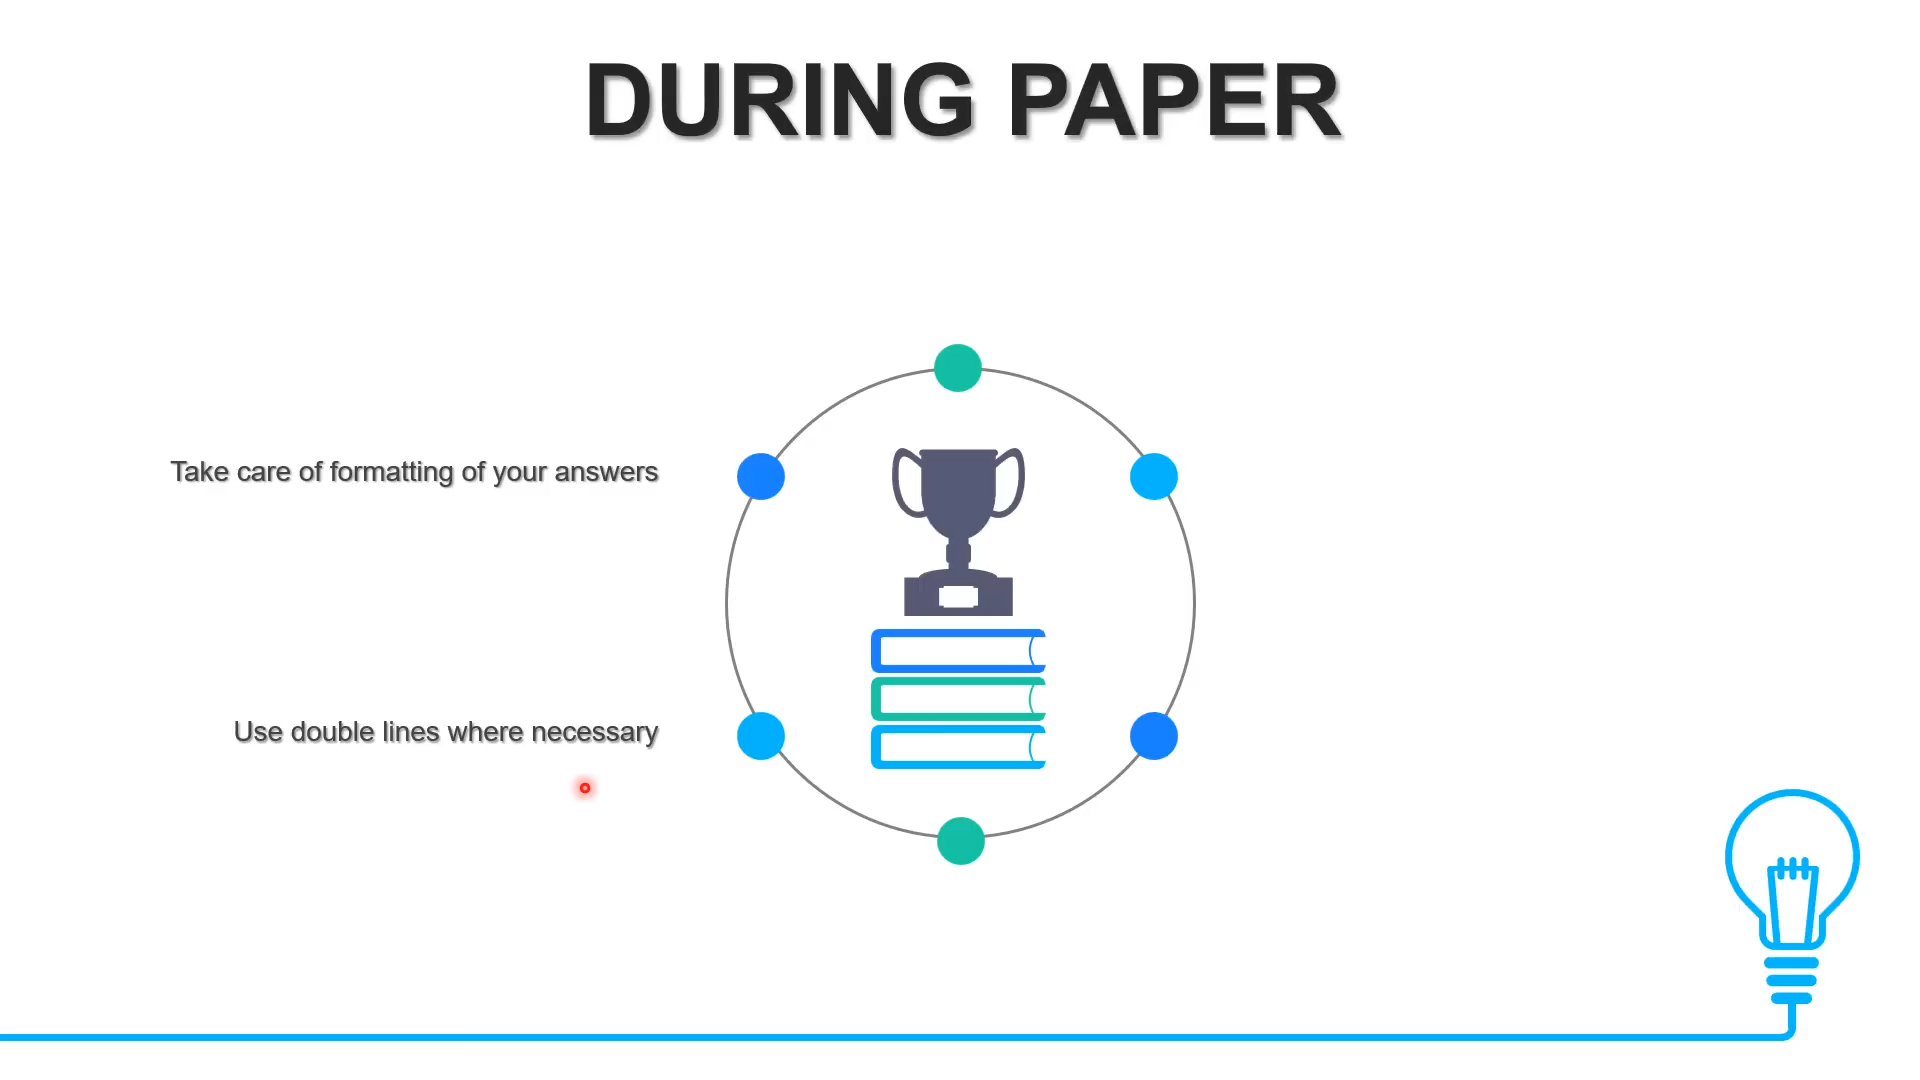 DURING PAPER
Take care of formatting of your answers
Use double lines where necessary